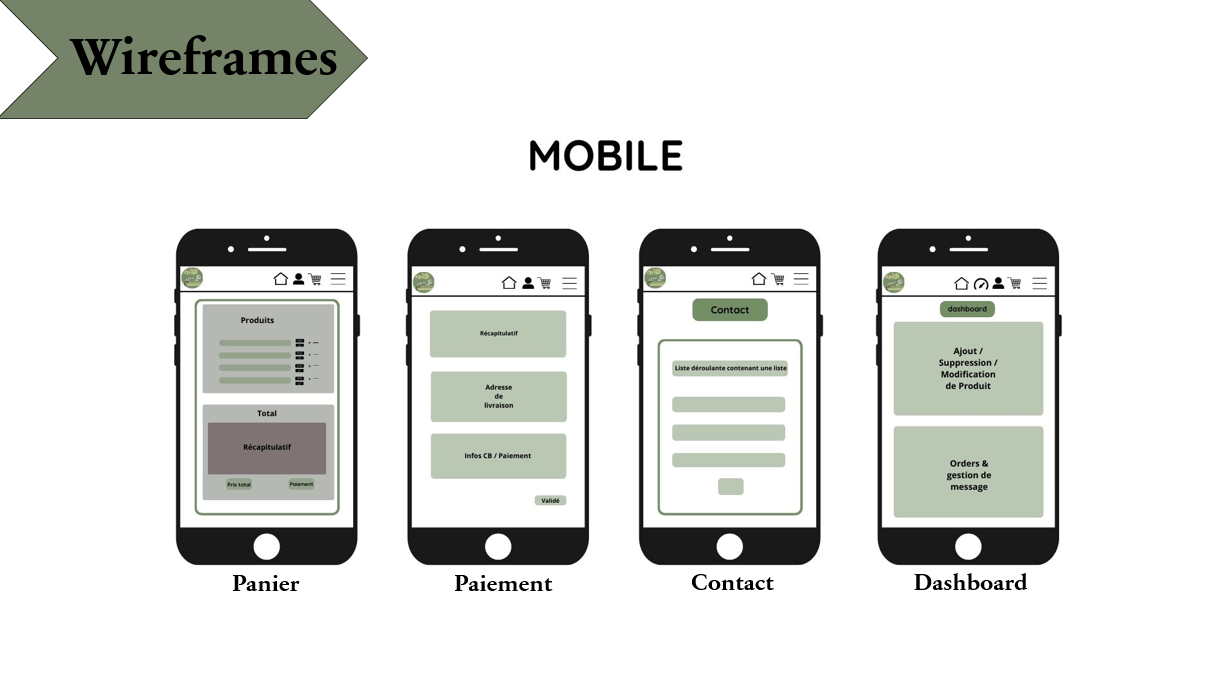 Wireframes
MOBILE
Produits
Total
Récapitulatif
Prix total
Paiement
Récapitulatif
Adresse
de
livraison
Infos CB / Paiement
Validé
Contact
Liste déroulante contenant une liste
dashboard
Ajout /
Suppression /
Modification
de Produit
Orders &
gestion de
message
Panier
Paiement
Contact
Dashboard